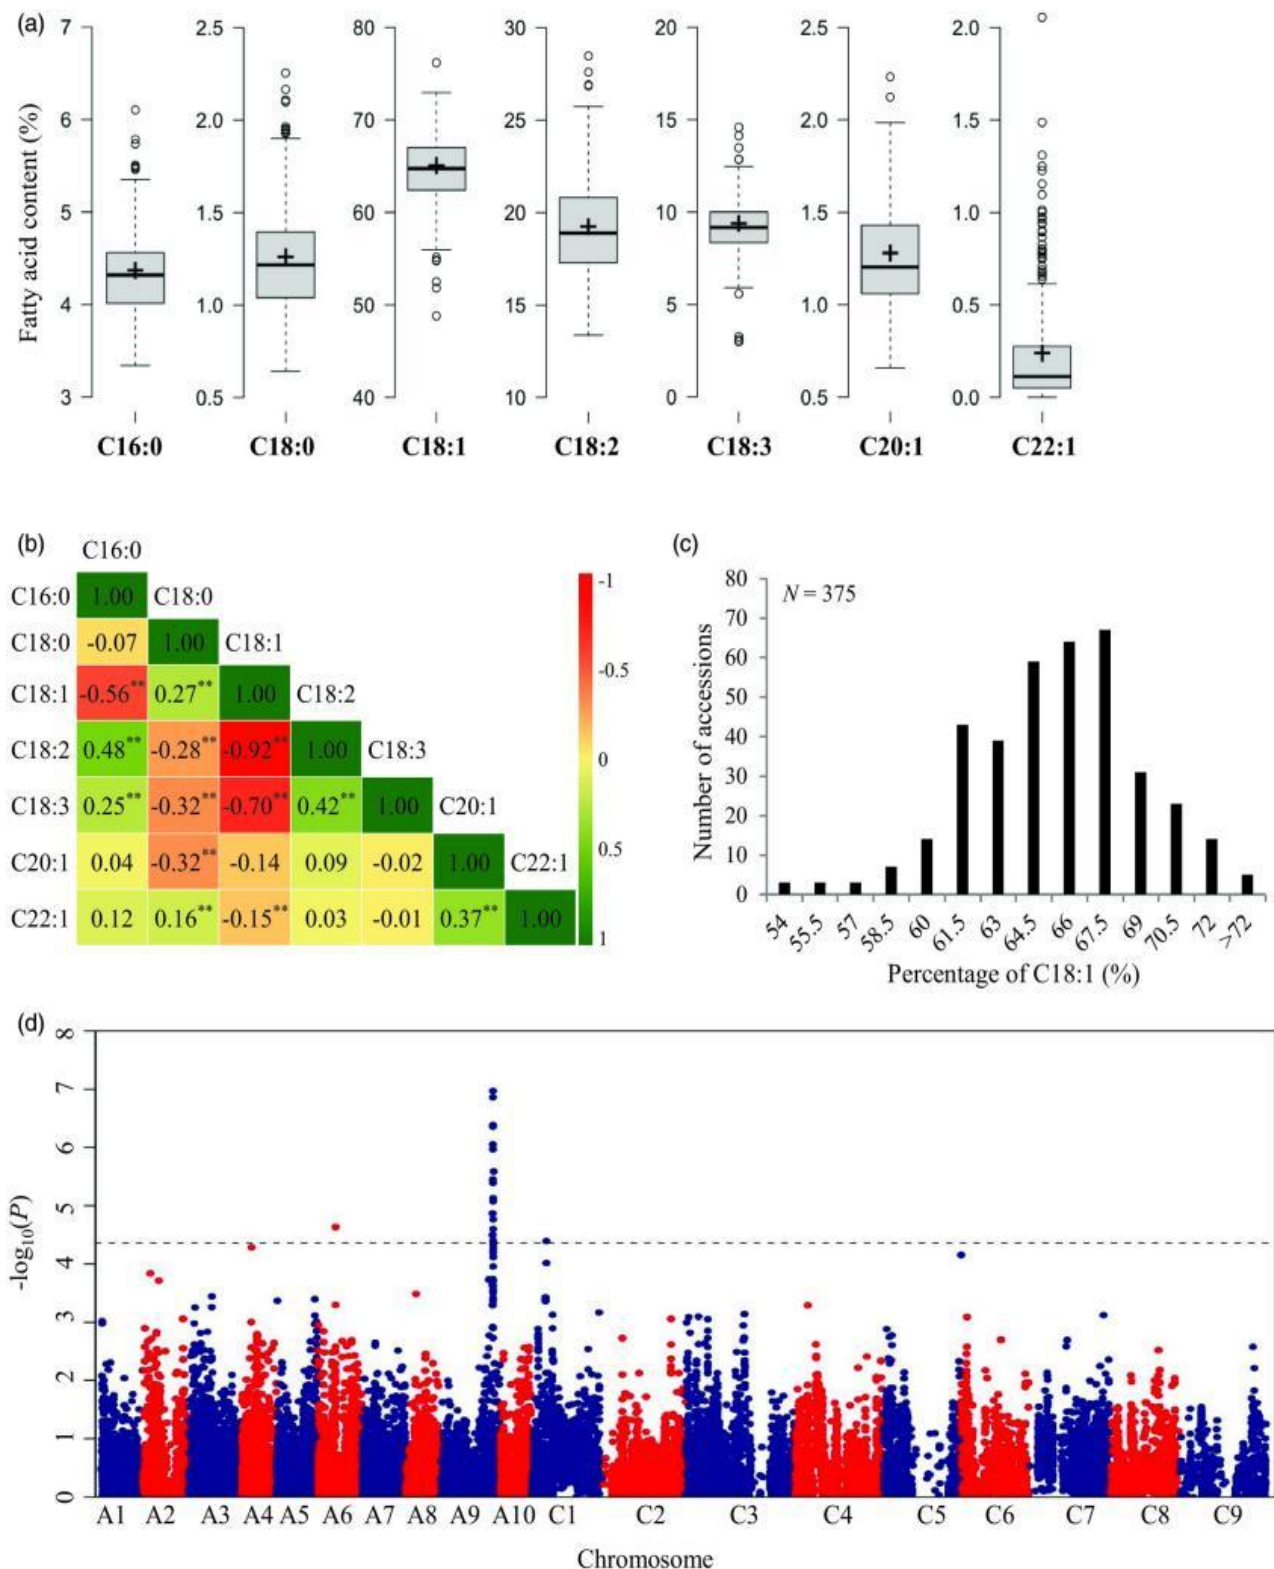 (a)
Fatty acid content (%)
7 6 5 4 3
2.5 2.0 1.5 1.0 0.5
80 70 60 50 40
30 25 20 15 10
20 15 10 5 0
2.5 2.0 1.5 1.0 0.5
2.0 1.5 1.0 0.5 0.0
C16:0 C18:0 C18:1 C18:2 C18:3 C20:1 C22:1
(b)
C16:0
C16:0 1.00 C18:0
C18:0 -0.07 1.00 C18:1
C18:1 -0.56** 0.27** 1.00 C18:2
C18:2 0.48** -0.28** -0.92** 1.00 C18:3
C18:3 0.25** -0.32** -0.70** 0.42** 1.00 C20:1
C20:1 0.04 -0.32** -0.14 0.09 -0.02 1.00 C22:1
C22:1 0.12 0.16** -0.15** 0.03 -0.01 0.37** 1.00
-1
-0.5
0
0.5
1
(c)
N = 375
Number of accessions
80
70
60
50
40
30
20
10
0
54 55.5 57 58.5 60 61.5 63 64.5 66 67.5 69 70.5 72 >72
Percentage of C18:1 (%)
(d)
-log10(P)
8
7
6
5
4
3
2
1
0
A1 A2 A3 A4 A5 A6 A7 A8 A9 A10 C1 C2 C3 C4 C5 C6 C7 C8 C9
Chromosome